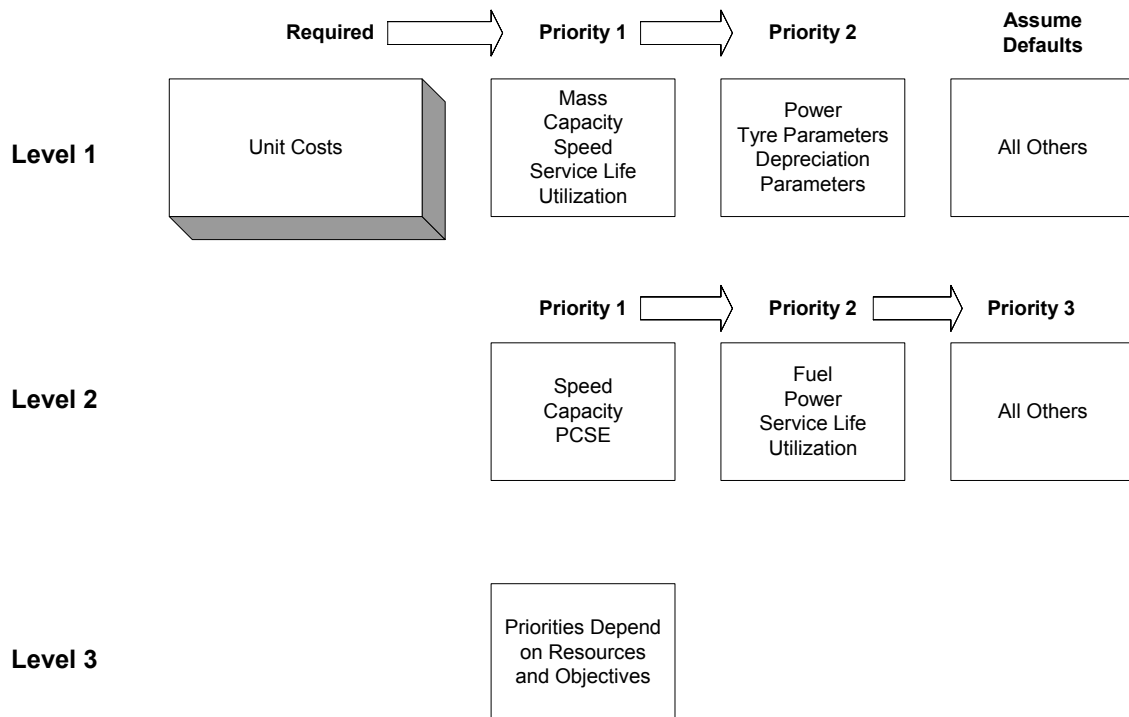 Required
Priority 1
Priority 2
Assume
Defaults
Level 1
Unit Costs
Mass
Capacity
Speed
Service Life
Utilization
Power
Tyre Parameters
Depreciation
Parameters
All Others
Priority 1
Priority 2
Priority 3
Level 2
Speed
Capacity
PCSE
Fuel
Power
Service Life
Utilization
All Others
Level 3
Priorities Depend
on Resources
and Objectives